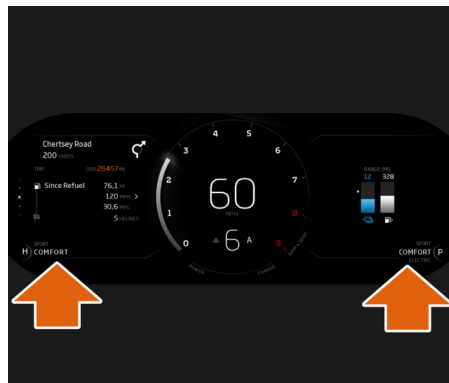 Chertsey Road
200 YARDS
TRIP
ODO 26457 MI
Since Refuel 76,1 MI
120 MPH >
30,6 MPG
5 HEURES
SPORT
H) COMFORT
0
1
2
3
4
5
6
7
8
9
60
MPH
6 A
POWER
CHARGE
RANGE (MI)
12 328
SPORT
COMFORT (P
ELECTRIC